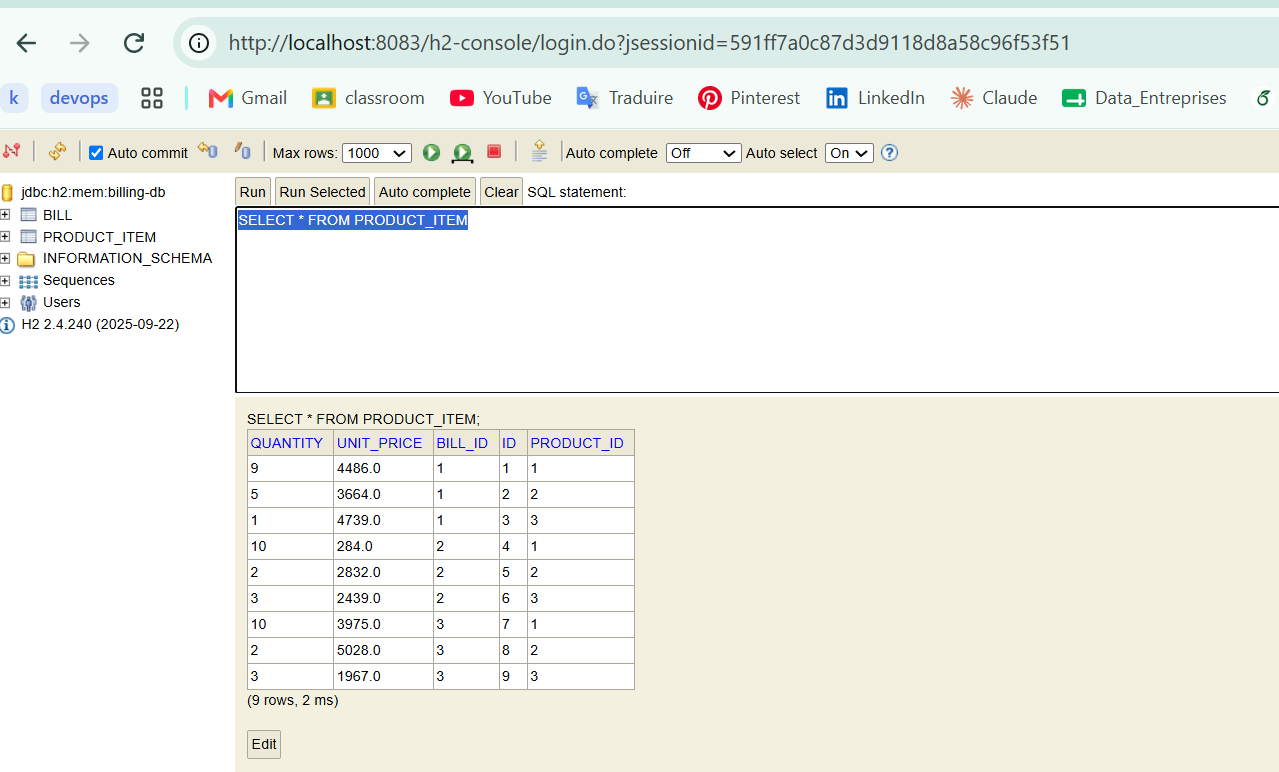 http://localhost:8083/h2-console/login.do?jsessionid=591ff7a0c87d3d9118d8a58c96f53f51
k devops Gmail classroom YouTube Traduire Pinterest LinkedIn Claude Data_Entreprises
Auto commit Max rows: 1000 Auto complete Off Auto select On
jdbc:h2:mem:billing-db
BILL
PRODUCT_ITEM
INFORMATION_SCHEMA
Sequences
Users
H2 2.4.240 (2025-09-22)
Run Run Selected Auto complete Clear SQL statement:
SELECT * FROM PRODUCT_ITEM
SELECT * FROM PRODUCT_ITEM;
QUANTITY UNIT_PRICE BILL_ID ID PRODUCT_ID
9 4486.0 1 1 1
5 3664.0 1 2 2
1 4739.0 1 3 3
10 284.0 2 4 1
2 2832.0 2 5 2
3 2439.0 2 6 3
10 3975.0 3 7 1
2 5028.0 3 8 2
3 1967.0 3 9 3
(9 rows, 2 ms)
Edit